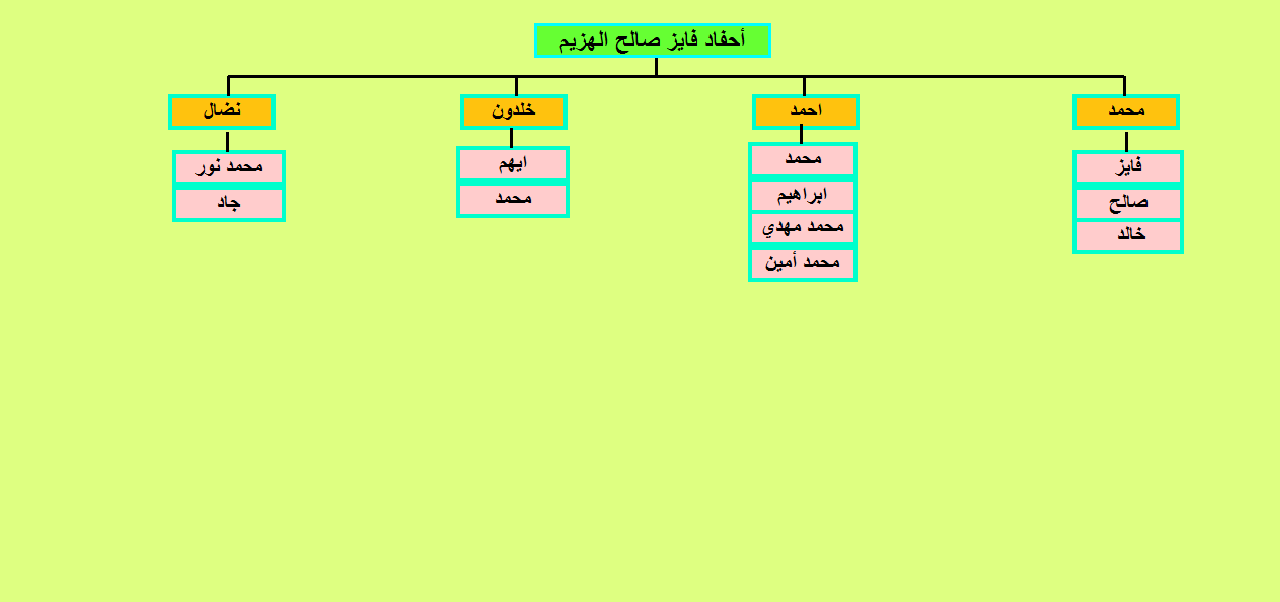 أحفاد فايز صالح الهزيم
محمد
احمد
خلدون
نضال
فايز
صالح
خالد
محمد
ابراهيم
محمد مهدي
محمد أمين
ايهم
محمد
محمد نور
جاد